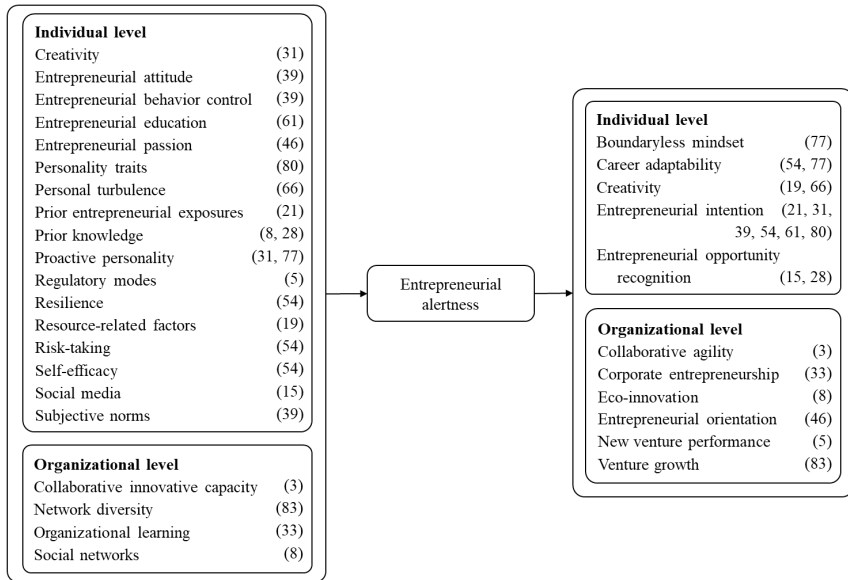 Individual level
Creativity (31)
Entrepreneurial attitude (39)
Entrepreneurial behavior control (39)
Entrepreneurial education (61)
Entrepreneurial passion (46)
Personality traits (80)
Personal turbulence (66)
Prior entrepreneurial exposures (21)
Prior knowledge (8, 28)
Proactive personality (31, 77)
Regulatory modes (5)
Resilience (54)
Resource-related factors (19)
Risk-taking (54)
Self-efficacy (54)
Social media (15)
Subjective norms (39)
Organizational level
Collaborative innovative capacity (3)
Network diversity (83)
Organizational learning (33)
Social networks (8)
Entrepreneurial
alertness
Individual level
Boundaryless mindset (77)
Career adaptability (54, 77)
Creativity (19, 66)
Entrepreneurial intention (21, 31,
39, 54, 61, 80)
Entrepreneurial opportunity
recognition (15, 28)
Organizational level
Collaborative agility (3)
Corporate entrepreneurship (33)
Eco-innovation (8)
Entrepreneurial orientation (46)
New venture performance (5)
Venture growth (83)